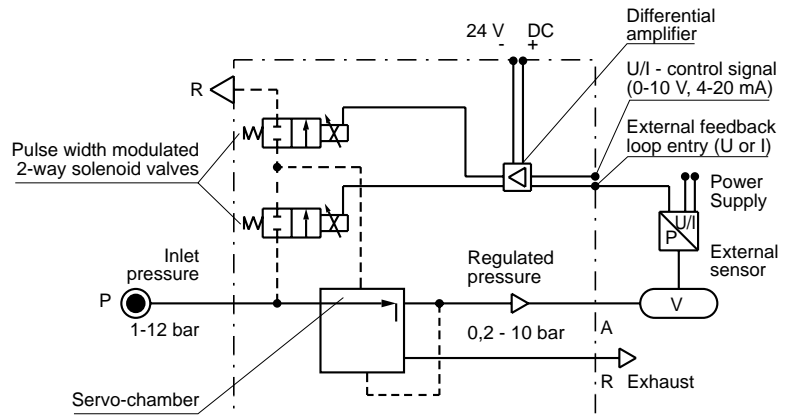 24 V DC
- +
Differential
amplifier
R
U/I - control signal
(0-10 V, 4-20 mA)
External feedback
loop entry (U or I)
Pulse width modulated
2-way solenoid valves
Power
Supply
U/I
P
External
sensor
Inlet
pressure
Regulated
pressure
P
V
1-12 bar
0,2 - 10 bar
A
R Exhaust
Servo-chamber